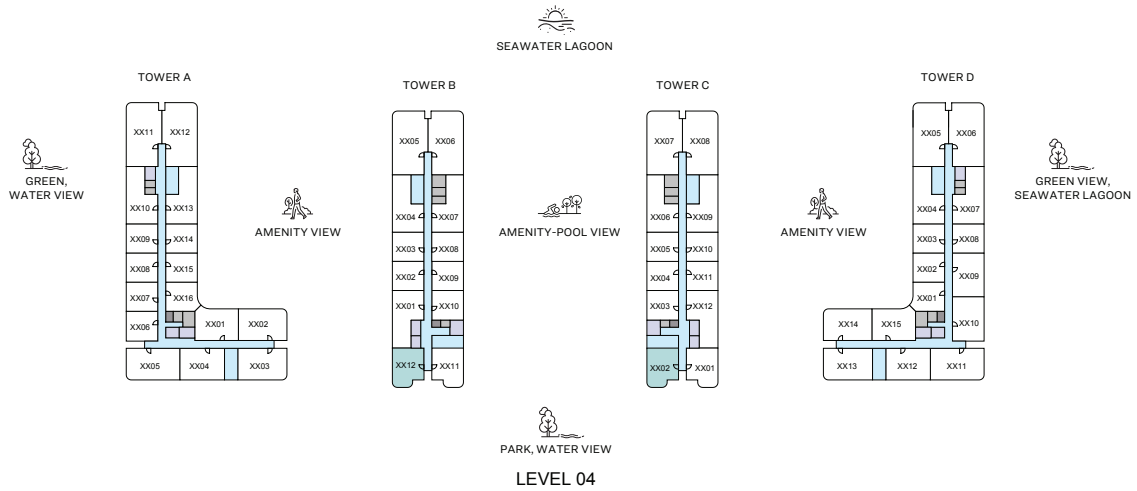 SEAWATER LAGOON
TOWER A
TOWER B
TOWER C
TOWER D
XX11 XX12
XX05 XX06
XX07 XX08
XX05 XX06
GREEN,
WATER VIEW
GREEN VIEW,
SEAWATER LAGOON
XX10 XX13
XX04 XX07
XX06 XX09
XX04 XX07
AMENITY VIEW
AMENITY-POOL VIEW
AMENITY VIEW
XX09 XX14
XX03 XX08
XX05 XX10
XX03 XX08
XX08 XX15
XX02 XX09
XX04 XX11
XX02 XX09
XX07 XX16
XX01 XX10
XX03 XX12
XX01
XX06 XX01 XX02
XX14 XX15 XX10
XX05 XX04 XX03
XX12 XX11
XX02 XX01
XX13 XX12 XX11
PARK, WATER VIEW
LEVEL 04